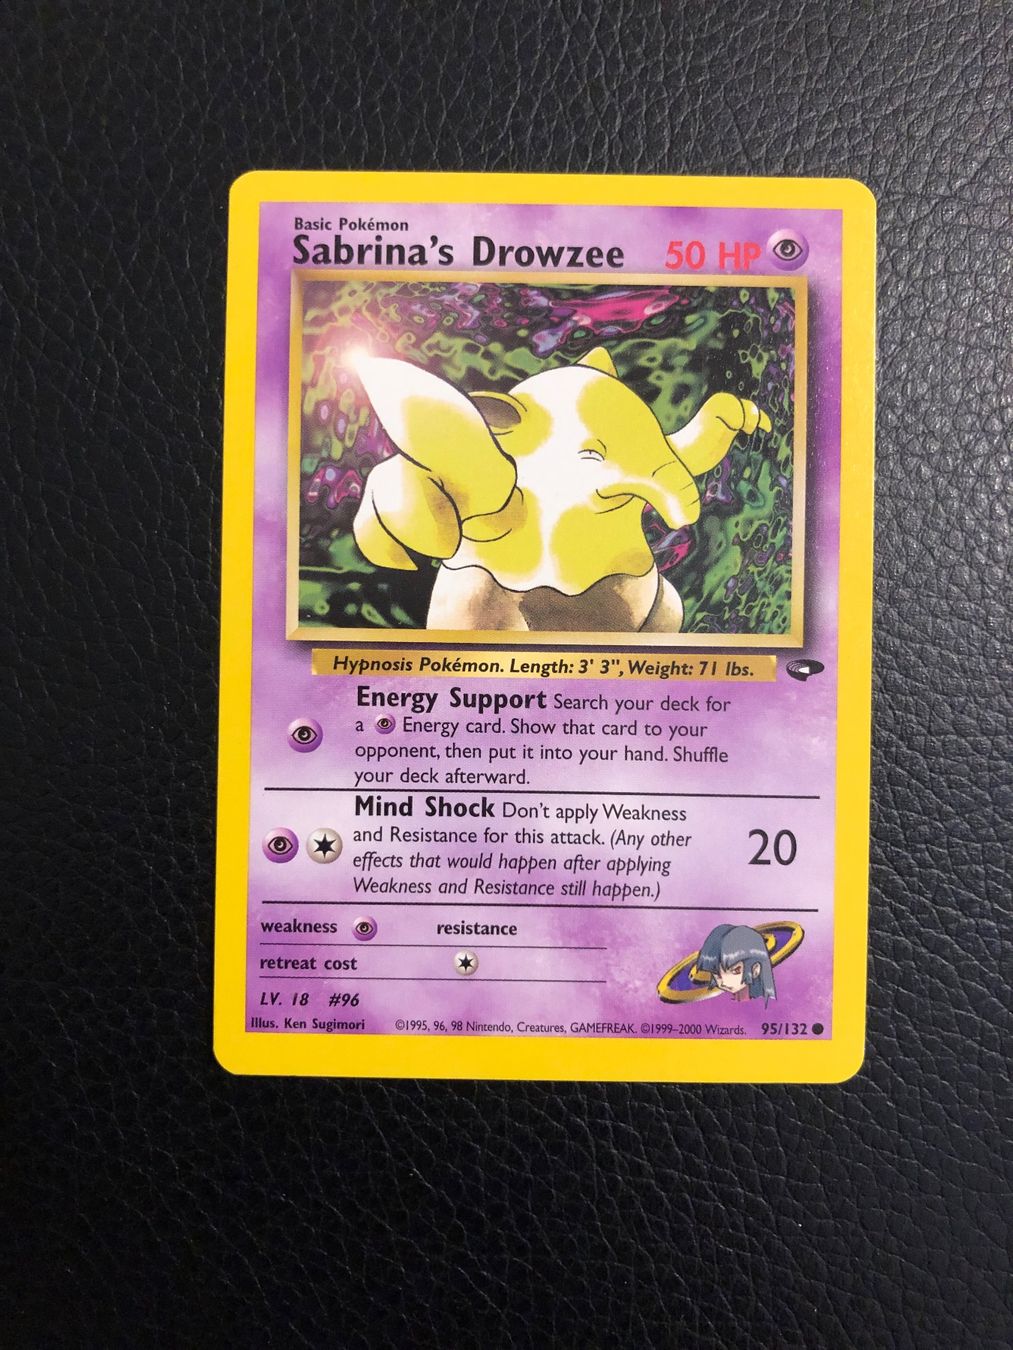 Basic Pokémon
Sabrina's Drowzee 50 HP
Hypnosis Pokémon. Length: 3' 3", Weight: 71 lbs.
Energy Support Search your deck for
a Energy card. Show that card to your
opponent, then put it into your hand. Shuffle
your deck afterward.
Mind Shock Don't apply Weakness
and Resistance for this attack. (Any other
effects that would happen after applying
Weakness and Resistance still happen.)
20
weakness resistance
retreat cost
LV. 18 #96
Illus. Ken Sugimori ©1995, 96, 98 Nintendo, Creatures, GAMEFREAK. ©1999-2000 Wizards. 95/132